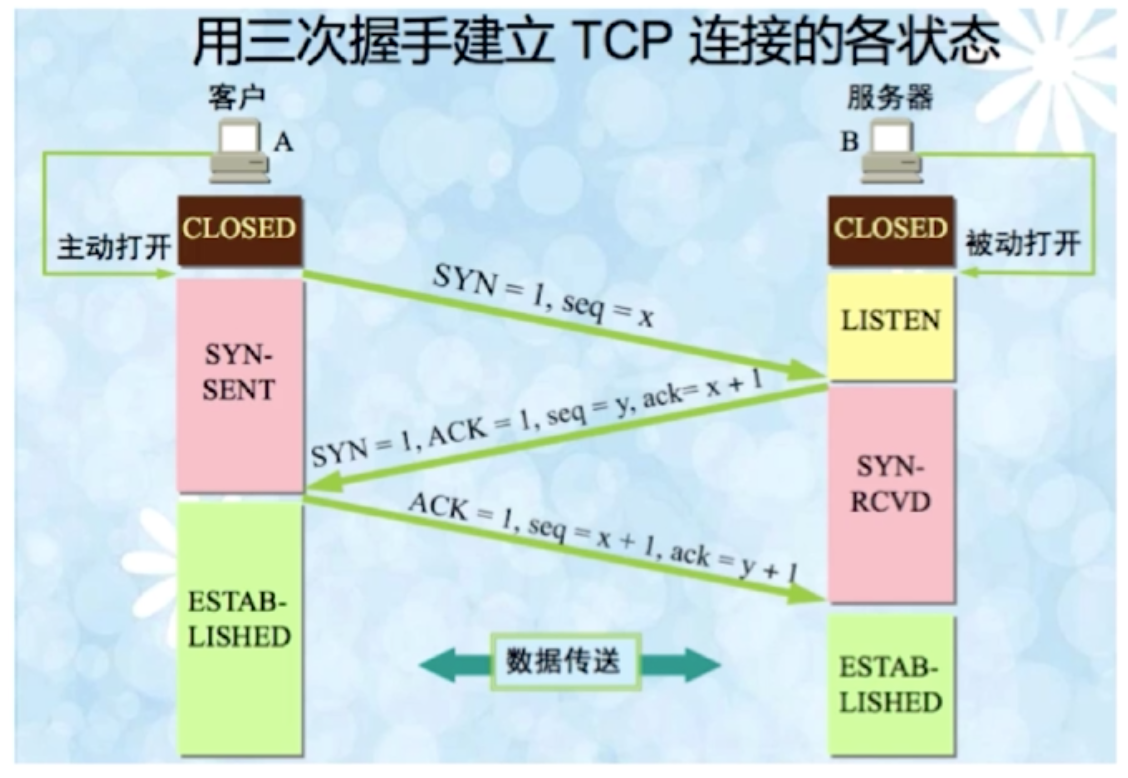 用三次握手建立 TCP 连接的各状态
客户
服务器
A
B
CLOSED
CLOSED
主动打开
被动打开
SYN = 1, seq = x
LISTEN
SYN-
SENT
SYN = 1, ACK = 1, seq = y, ack= x + 1
SYN-
RCVD
ACK = 1, seq = x + 1, ack = y + 1
ESTAB-
LISHED
数据传送
ESTAB-
LISHED